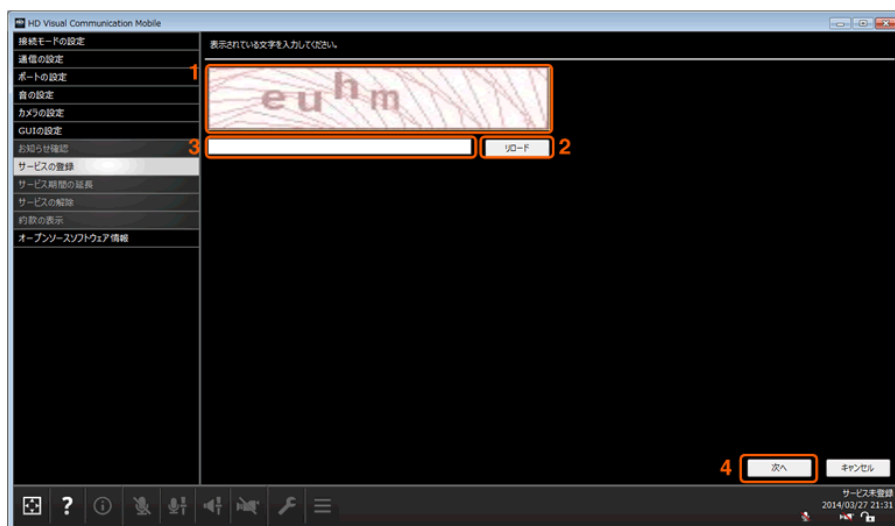 HD Visual Communication Mobile
接続モードの設定
通信の設定
ポートの設定
音の設定
カメラの設定
GUIの設定
お知らせ確認
サービスの登録
サービス期間の延長
サービスの解除
約款の表示
オープンソースソフトウェア情報
表示されている文字を入力してください。
1
euhm
3
リロード
2
4
次へ
キャンセル
?
サービス未登録
2014/03/27 21:31